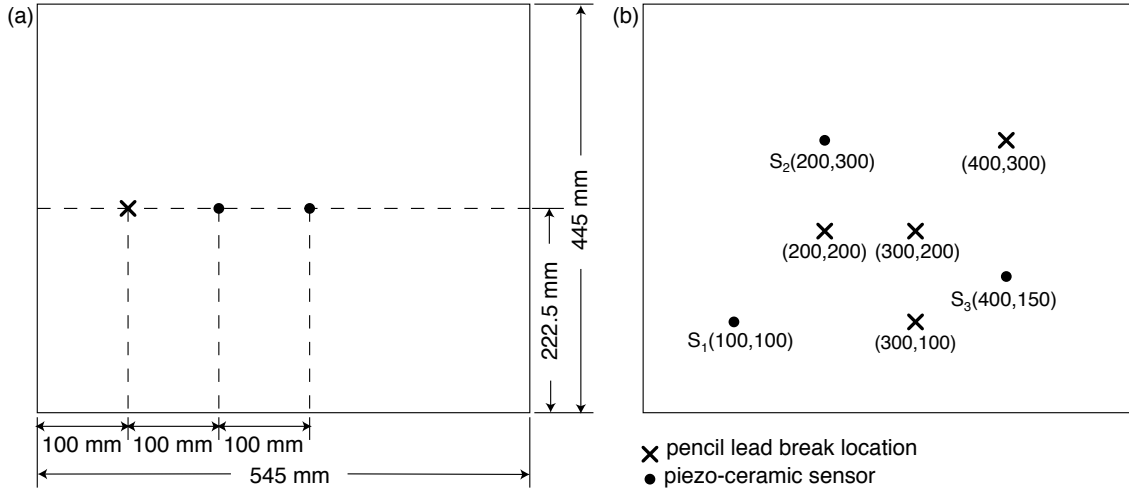 (a)
(b)
445 mm
222.5 mm
100 mm 100 mm 100 mm
545 mm
S₂(200,300)
(400,300)
(200,200) (300,200)
S₃(400,150)
S₁(100,100)
(300,100)
pencil lead break location
piezo-ceramic sensor